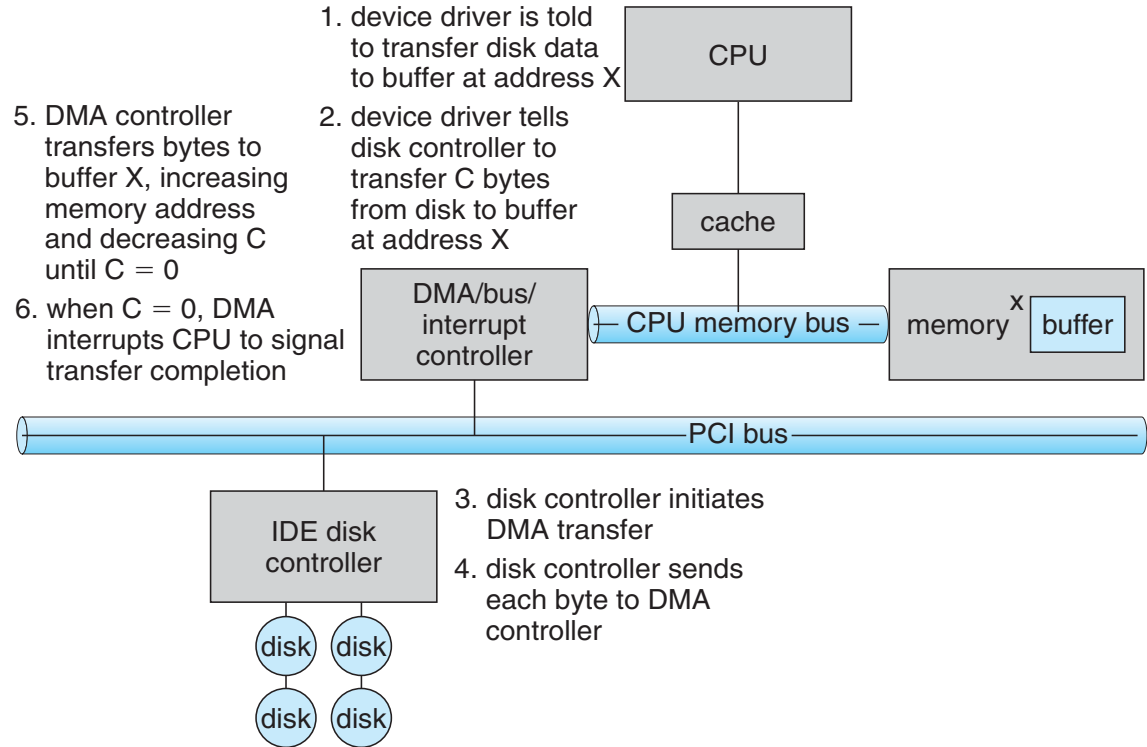 1. device driver is told
to transfer disk data
to buffer at address X
CPU
5. DMA controller
transfers bytes to
buffer X, increasing
memory address
and decreasing C
until C = 0
2. device driver tells
disk controller to
transfer C bytes
from disk to buffer
at address X
cache
6. when C = 0, DMA
interrupts CPU to signal
transfer completion
DMA/bus/
interrupt
controller
CPU memory bus
memory
x
buffer
PCI bus
IDE disk
controller
3. disk controller initiates
DMA transfer
4. disk controller sends
each byte to DMA
controller
disk
disk
disk
disk